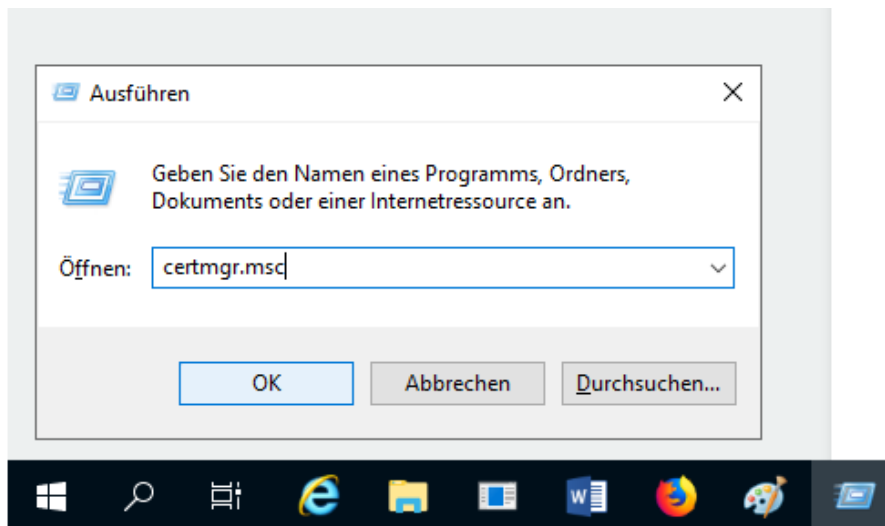 Ausführen
Geben Sie den Namen eines Programms, Ordners,
Dokuments oder einer Internetressource an.
Öffnen: certmgr.msc
OK Abbrechen Durchsuchen...